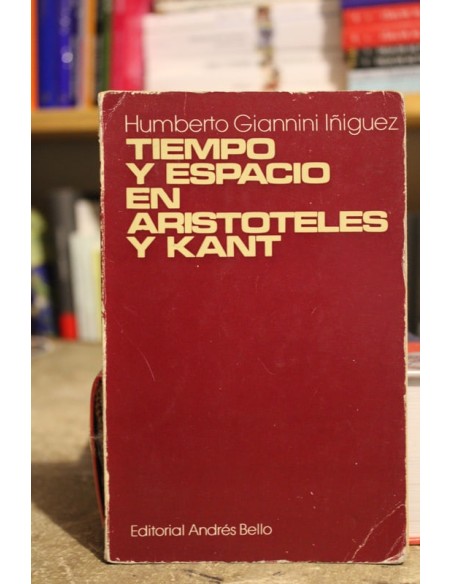 Humberto Giannini Iñiguez
TIEMPO
Y ESPACIO
EN
ARISTOTELES
Y KANT
Editorial Andrés Bello